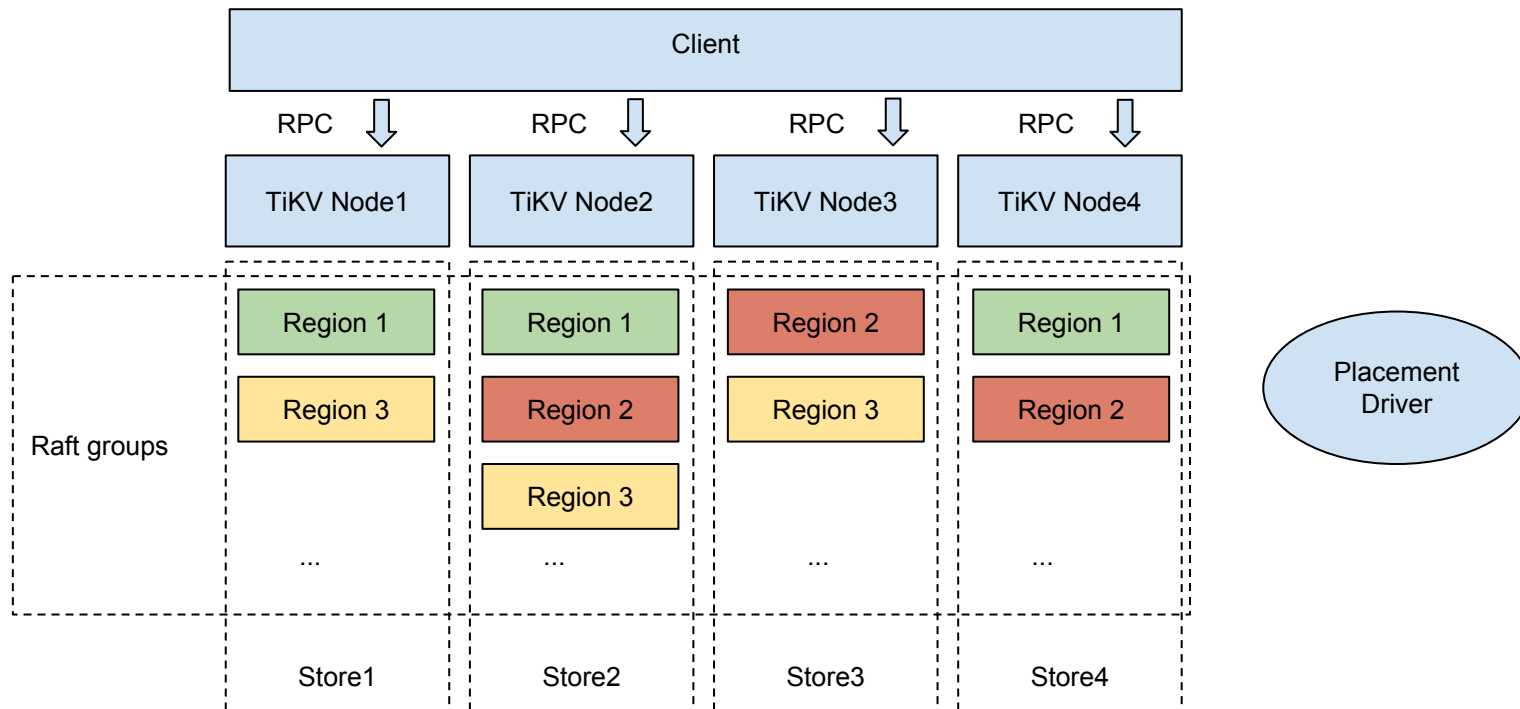 Client
RPC RPC RPC RPC
TiKV Node1 TiKV Node2 TiKV Node3 TiKV Node4
Region 1 Region 1 Region 2 Region 1
Region 3 Region 2 Region 3 Region 2
Raft groups
Region 3
... ... ... ...
Store1 Store2 Store3 Store4
Placement
Driver